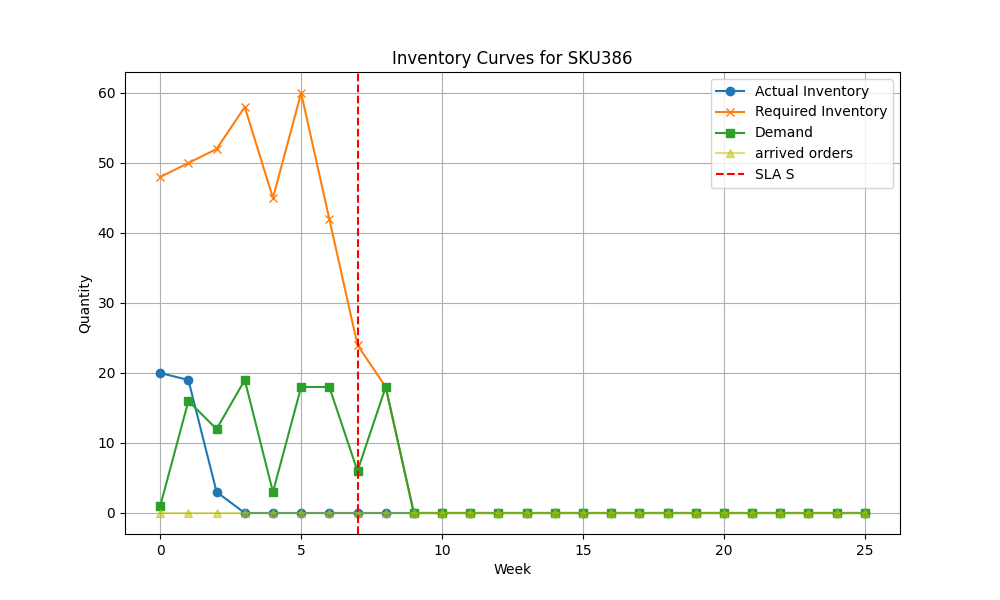 Inventory Curves for SKU386
Actual Inventory
Required Inventory
Demand
arrived orders
SLA S
Quantity
60
50
40
30
20
10
0
0 5 10 15 20 25
Week